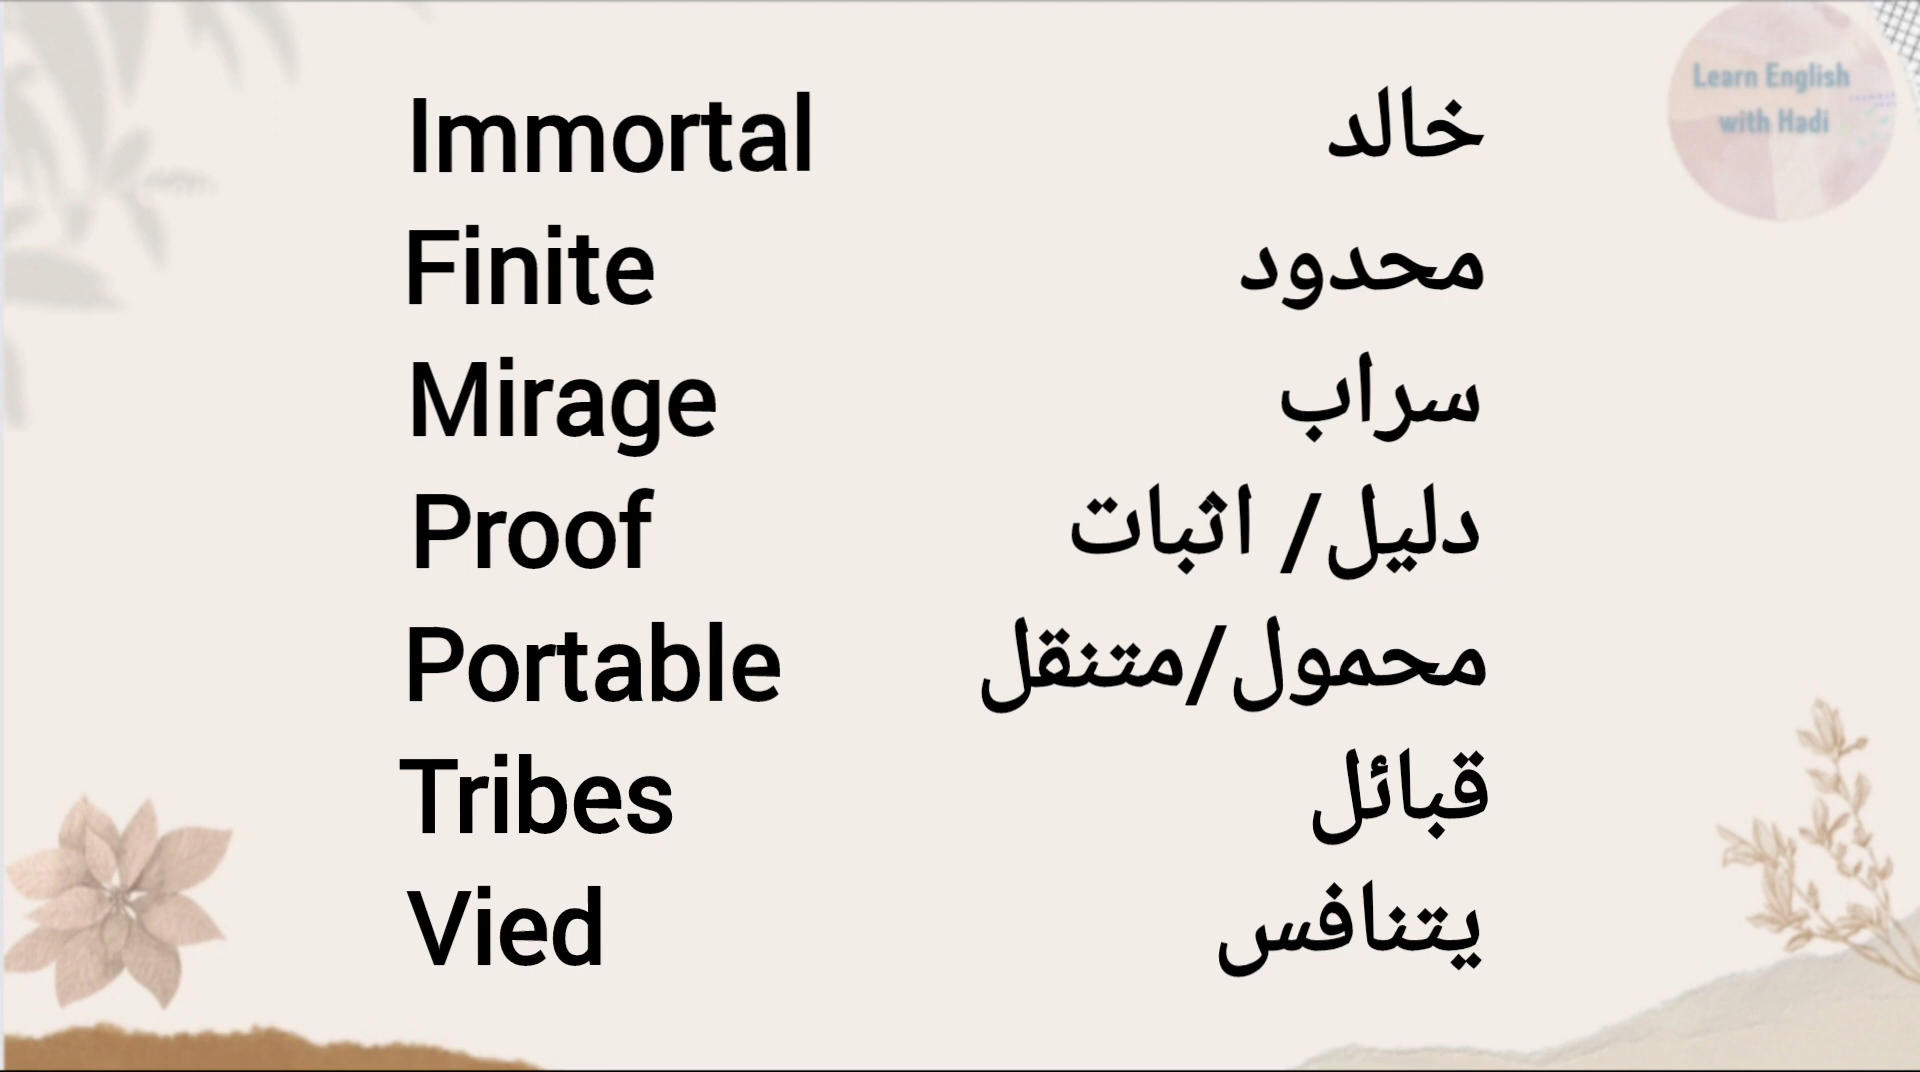 Learn English
with Hadi
Immortal خالد
Finite محدود
Mirage سراب
Proof دليل/ اثبات
Portable محمول/متنقل
Tribes قبائل
Vied يتنافس